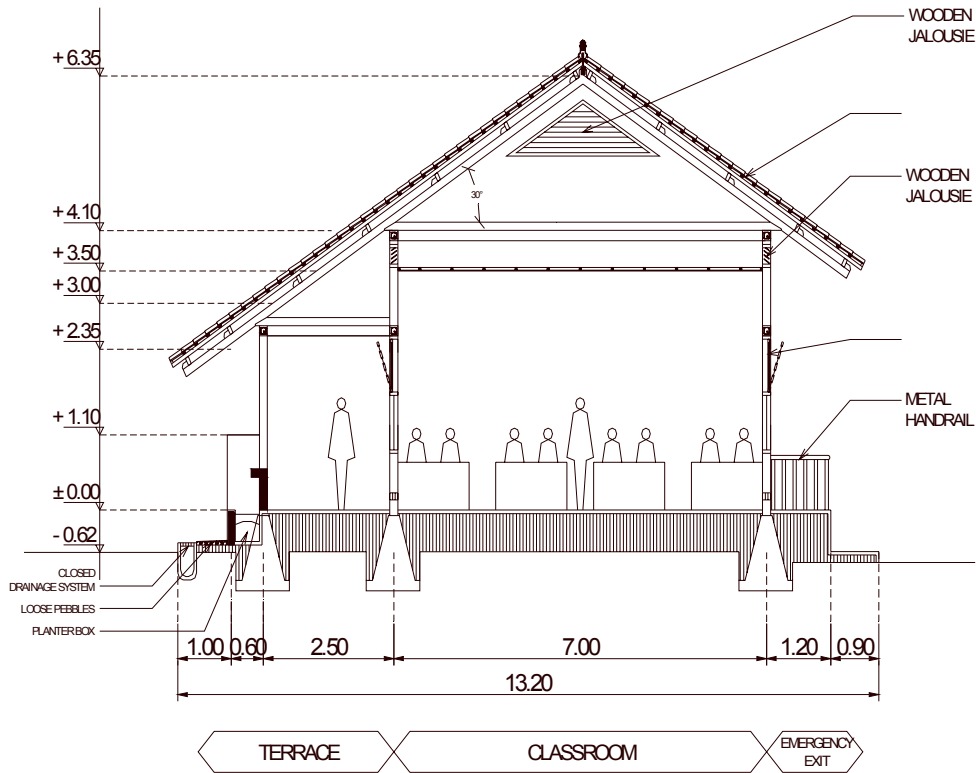 WOODEN
JALOUSIE
+6.35
WOODEN
JALOUSIE
30°
+4.10
+3.50
+3.00
+2.35
METAL
HANDRAIL
+1.10
±0.00
-0.62
CLOSED
DRAINAGE SYSTEM
LOOSE PEBBLES
PLANTER BOX
1.00 0.60 2.50 7.00 1.20 0.90
13.20
TERRACE CLASSROOM EMERGENCY
EXIT